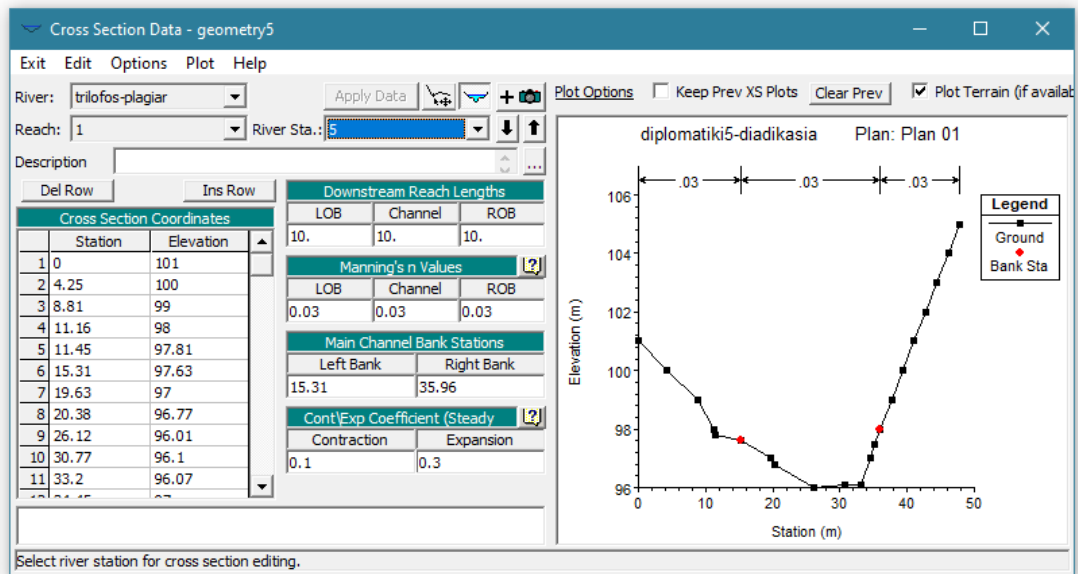 Cross Section Data - geometry5
Exit Edit Options Plot Help
River: trilofos-plagiar Apply Data
Reach: 1 River Sta.: 5
Description ...
Del Row Ins Row
Cross Section Coordinates
Station Elevation
1 0 101
2 4.25 100
3 8.81 99
4 11.16 98
5 11.45 97.81
6 15.31 97.63
7 19.63 97
8 20.38 96.77
9 26.12 96.01
10 30.77 96.1
11 33.2 96.07
Downstream Reach Lengths
LOB Channel ROB
10. 10. 10.
Manning's n Values
LOB Channel ROB
0.03 0.03 0.03
Main Channel Bank Stations
Left Bank Right Bank
15.31 35.96
Cont\Exp Coefficient (Steady
Contraction Expansion
0.1 0.3
Plot Options Keep Prev XS Plots Clear Prev Plot Terrain (if availab
diplomatiki5-diadikasia Plan: Plan 01
.03 .03 .03
106
104
102
100
98
96
Elevation (m)
0 10 20 30 40 50
Station (m)
Legend
Ground
Bank Sta
Select river station for cross section editing.